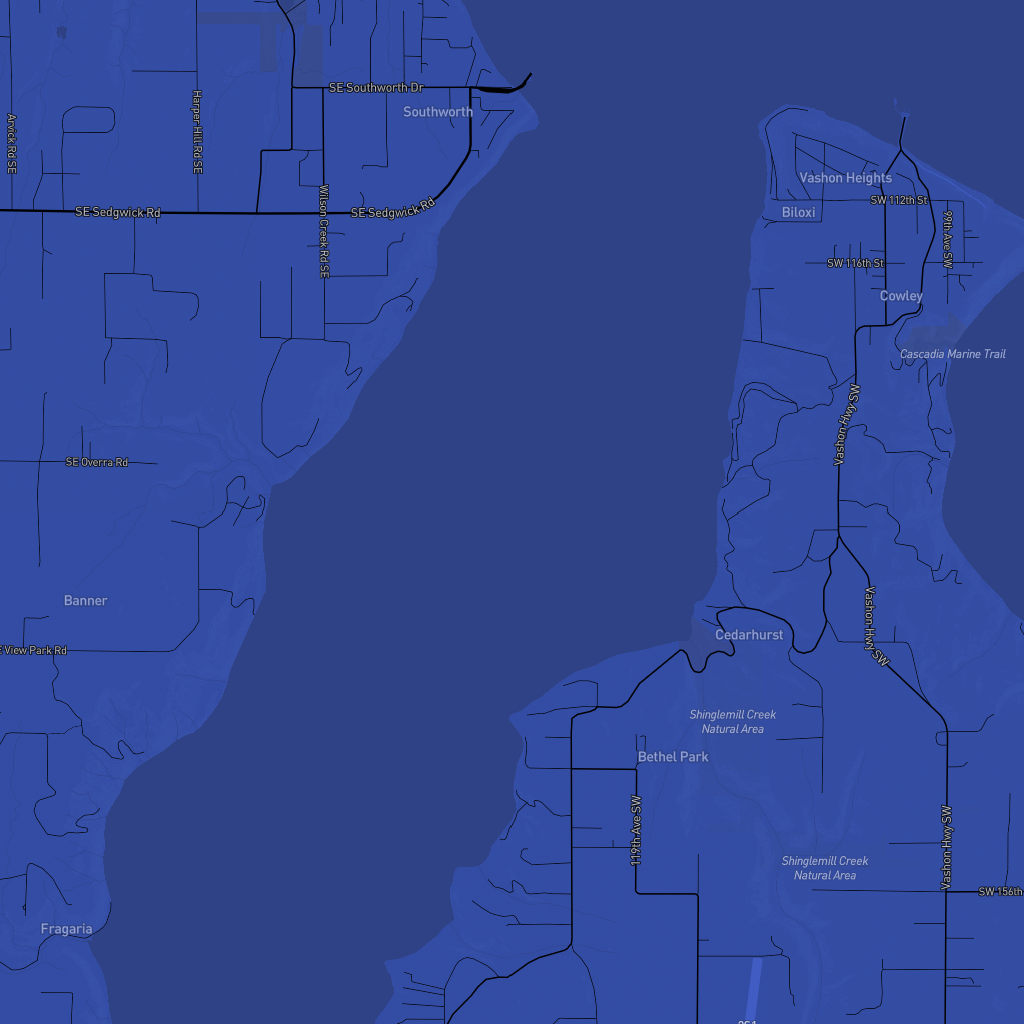 SE Southworth Dr
Southworth
Arvick Rd SE
Harper Hill Rd SE
Vashon Heights
SW 112th St
SE Sedgwick Rd
Wilson Creek Rd SE
SE Sedgwick Rd
Biloxi
99th Ave SW
SW 116th St
Cowley
Cascadia Marine Trail
Vashon Hwy SW
SE Overra Rd
Banner
Vashon Hwy SW
Cedarhurst
View Park Rd
Shinglemill Creek
Natural Area
Bethel Park
119th Ave SW
Vashon Hwy SW
Shinglemill Creek
Natural Area
SW 156th
Fragaria